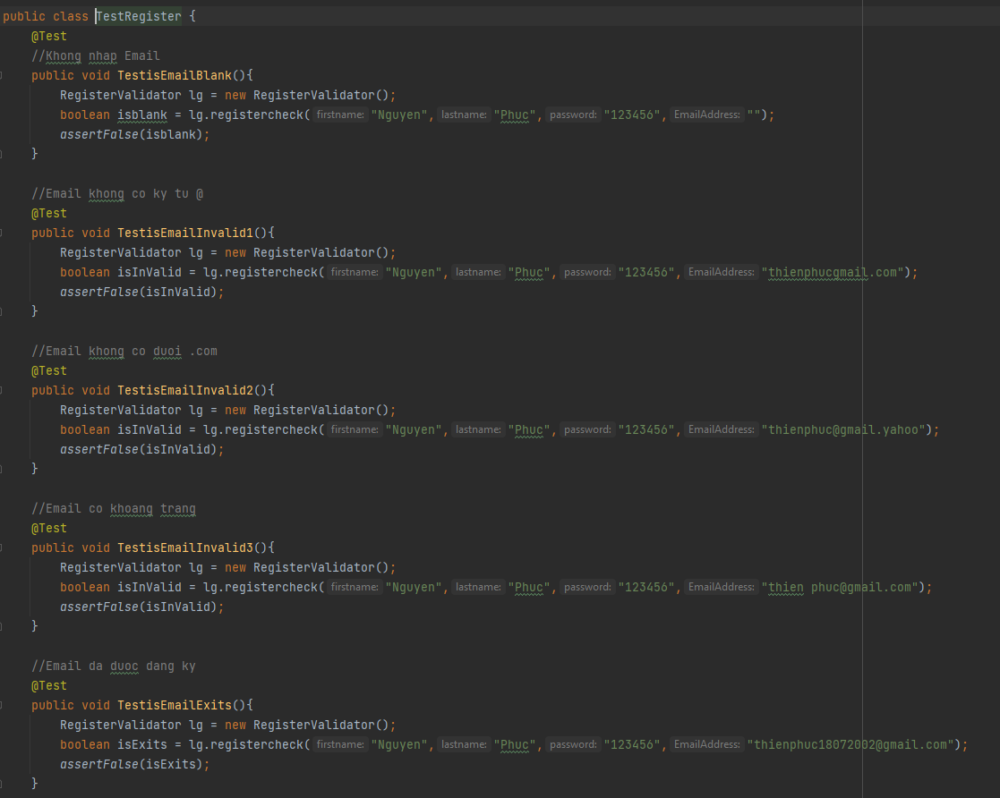 public class TestRegister {
@Test
//Khong nhap Email
public void TestisEmailBlank(){
RegisterValidator lg = new RegisterValidator();
boolean isblank = lg.registercheck( firstname: "Nguyen", lastname: "Phuc", password: "123456", EmailAddress: "");
assertFalse(isblank);
}
//Email khong co ky tu @
@Test
public void TestisEmailInvalid1(){
RegisterValidator lg = new RegisterValidator();
boolean isInValid = lg.registercheck( firstname: "Nguyen", lastname: "Phuc", password: "123456", EmailAddress: "thienphucgmail.com");
assertFalse(isInValid);
}
//Email khong co duoi .com
@Test
public void TestisEmailInvalid2(){
RegisterValidator lg = new RegisterValidator();
boolean isInValid = lg.registercheck( firstname: "Nguyen", lastname: "Phuc", password: "123456", EmailAddress: "thienphuc@gmail.yahoo");
assertFalse(isInValid);
}
//Email co khoang trang
@Test
public void TestisEmailInvalid3(){
RegisterValidator lg = new RegisterValidator();
boolean isInValid = lg.registercheck( firstname: "Nguyen", lastname: "Phuc", password: "123456", EmailAddress: "thien phuc@gmail.com");
assertFalse(isInValid);
}
//Email da duoc dang ky
@Test
public void TestisEmailExits(){
RegisterValidator lg = new RegisterValidator();
boolean isExits = lg.registercheck( firstname: "Nguyen", lastname: "Phuc", password: "123456", EmailAddress: "thienphuc18072002@gmail.com");
assertFalse(isExits);
}